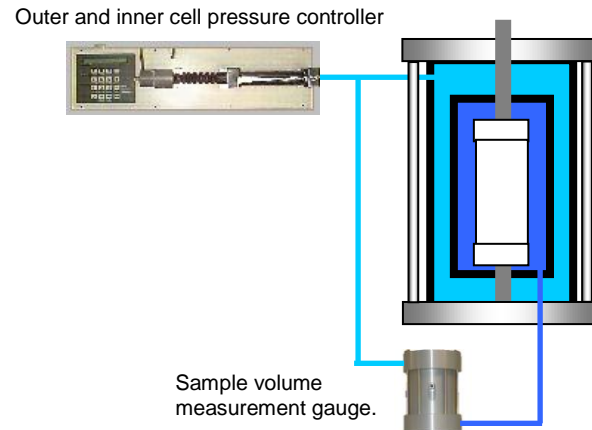 Outer and inner cell pressure controller
Sample volume
measurement gauge.